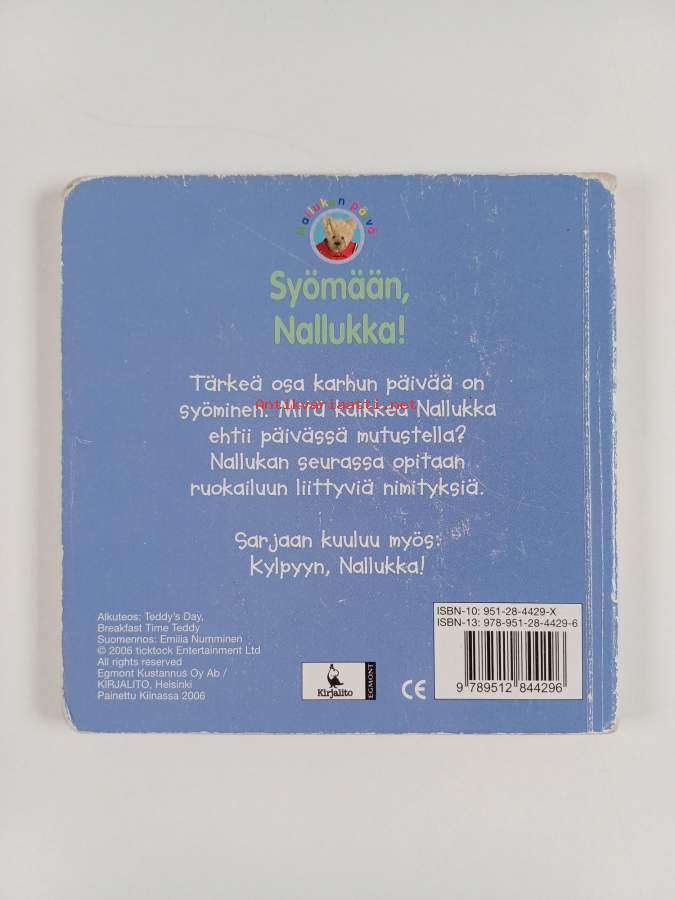 Nallukan päivä
Syömään,
Nallukka!
Tärkeä osa karhun päivää on
syöminen. Mitä kaikkea Nallukka
Antikvariaatti.net
ehtii päivässä mutustella?
Nallukan seurassa opitaan
ruokailuun liittyviä nimityksiä.
Sarjaan kuuluu myös:
Kylpyyn, Nallukka!
Alkuteos: Teddy's Day,
Breakfast Time Teddy
Suomennos: Emilia Numminen
© 2006 ticktock Entertainment Ltd
All rights reserved
Egmont Kustannus Oy Ab /
KIRJALITO, Helsinki
Painettu Kiinassa 2006
Kirjalito
EGMONT
CE
ISBN-10: 951-28-4429-X
ISBN-13: 978-951-28-4429-6
9 789512 844296